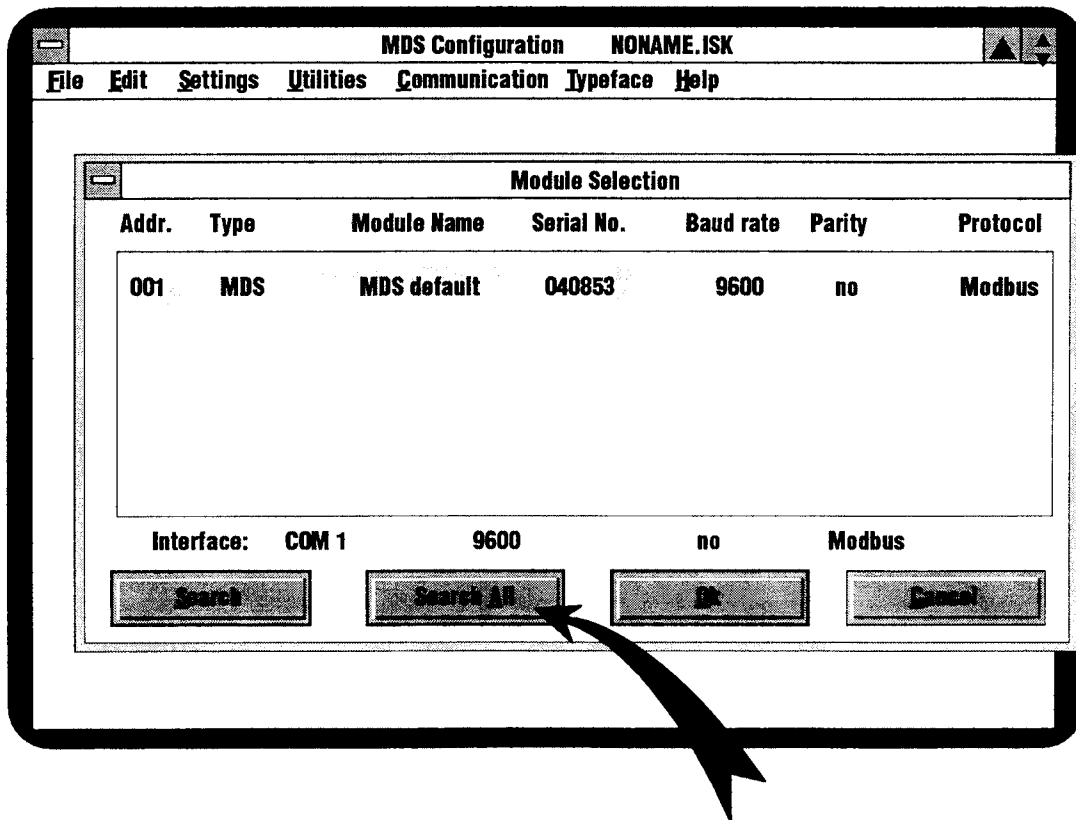 MDS Configuration NONAME.ISK
File Edit Settings Utilities Communication Typeface Help
Module Selection
Addr. Type Module Name Serial No. Baud rate Parity Protocol
001 MDS MDS default 040853 9600 no Modbus
Interface: COM 1 9600 no Modbus
Search Search All Ok Cancel